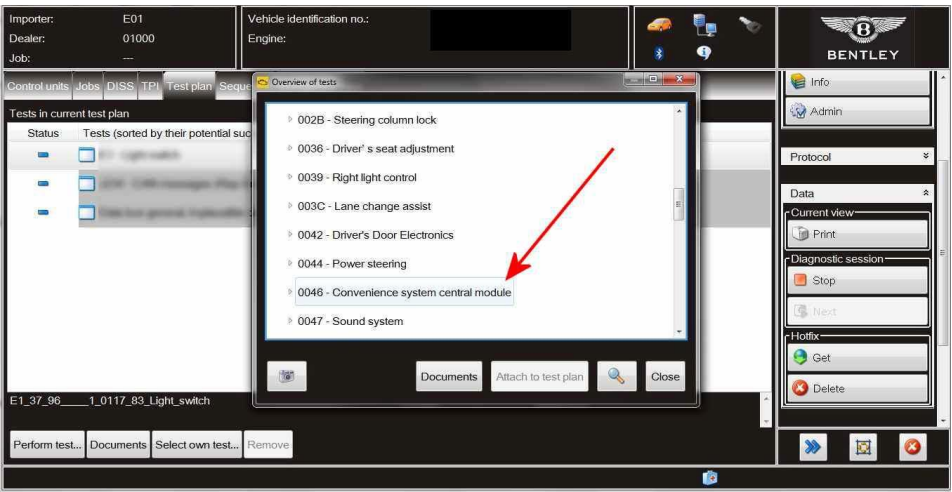 Importer: E01
Dealer: 01000
Job: ---
Vehicle identification no.:
Engine:
BENTLEY
Control units Jobs DISS TPI Test plan Seque
Tests in current test plan
Status Tests (sorted by their potential suc
Overview of tests
002B - Steering column lock
0036 - Driver' s seat adjustment
0039 - Right light control
003C - Lane change assist
0042 - Driver's Door Electronics
0044 - Power steering
0046 - Convenience system central module
0047 - Sound system
Documents Attach to test plan Close
E1_37_96____1_0117_83_Light_switch
Perform test... Documents Select own test... Remove
Info
Admin
Protocol
Data
Current view
Print
Diagnostic session
Stop
Next
Hotfix
Get
Delete